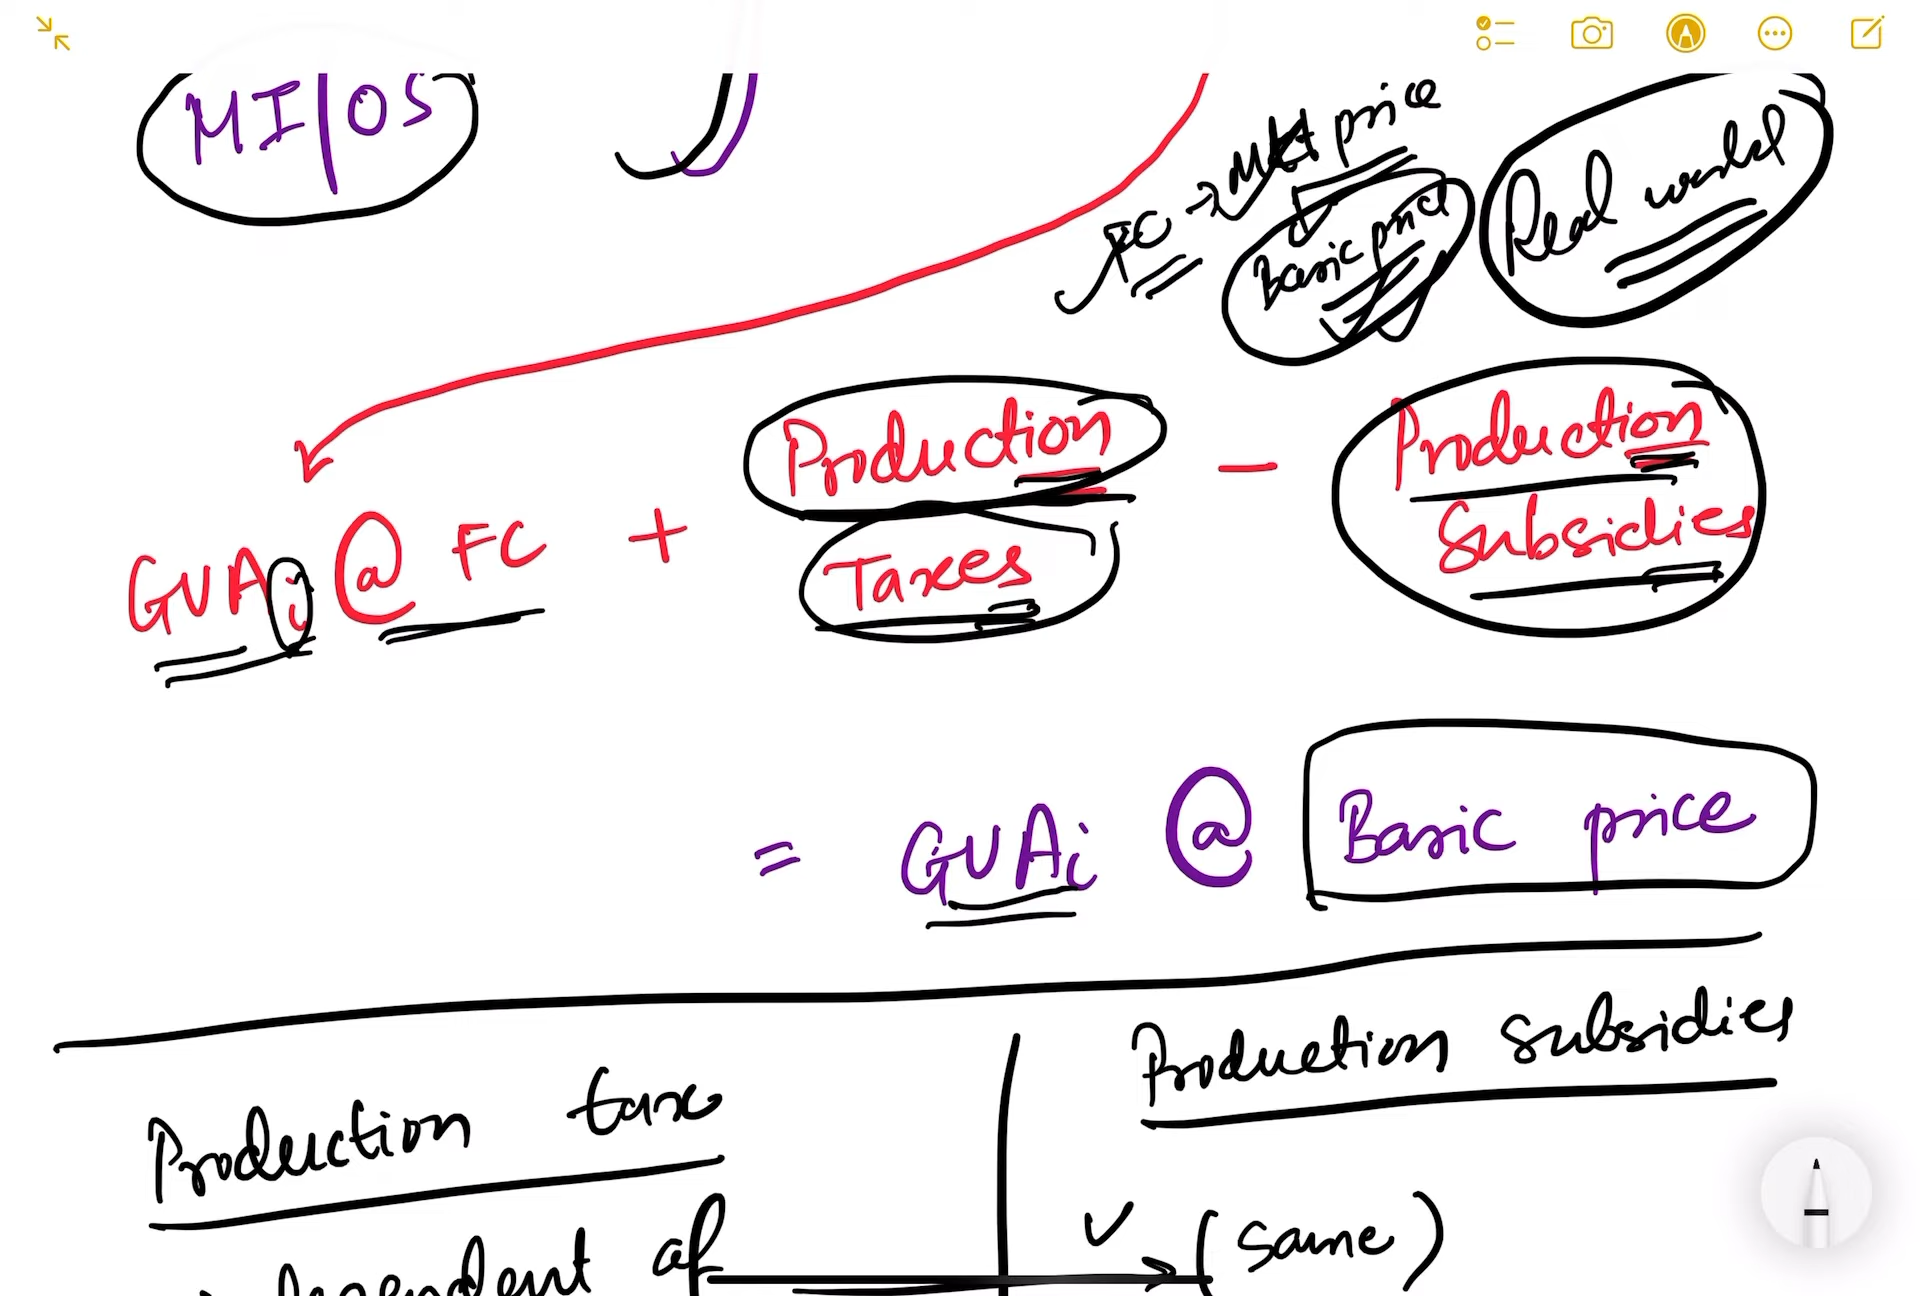 MI|OS
FC → Mkt price
Basic price
Real world
GVAi @ FC + Production Taxes − Production Subsidies
= GVAi @ Basic price
Production tax
Production subsidies
of
✓ (same)